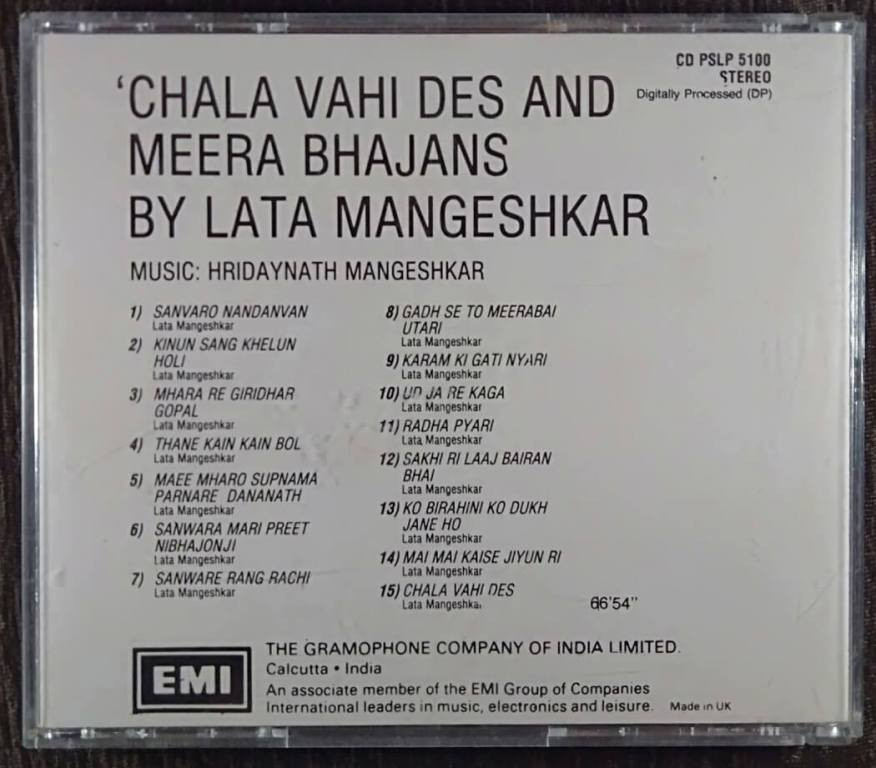 CD PSLP 5100
STEREO
Digitally Processed (DP)
'CHALA VAHI DES AND
MEERA BHAJANS
BY LATA MANGESHKAR
MUSIC: HRIDAYNATH MANGESHKAR
1) SANVARO NANDANVAN
Lata Mangeshkar
2) KINUN SANG KHELUN
HOLI
Lata Mangeshkar
3) MHARA RE GIRIDHAR
GOPAL
Lata Mangeshkar
4) THANE KAIN KAIN BOL
Lata Mangeshkar
5) MAEE MHARO SUPNAMA
PARNARE DANANATH
Lata Mangeshkar
6) SANWARA MARI PREET
NIBHAJONJI
Lata Mangeshkar
7) SANWARE RANG RACHI
Lata Mangeshkar
8) GADH SE TO MEERABAI
UTARI
Lata Mangeshkar
9) KARAM KI GATI NYARI
Lata Mangeshkar
10) UD JA RE KAGA
Lata Mangeshkar
11) RADHA PYARI
Lata Mangeshkar
12) SAKHI RI LAAJ BAIRAN
BHAI
Lata Mangeshkar
13) KO BIRAHINI KO DUKH
JANE HO
Lata Mangeshkar
14) MAI MAI KAISE JIYUN RI
Lata Mangeshkar
15) CHALA VAHI DES
Lata Mangeshkar
66'54"
EMI
THE GRAMOPHONE COMPANY OF INDIA LIMITED.
Calcutta • India
An associate member of the EMI Group of Companies
International leaders in music, electronics and leisure. Made in UK